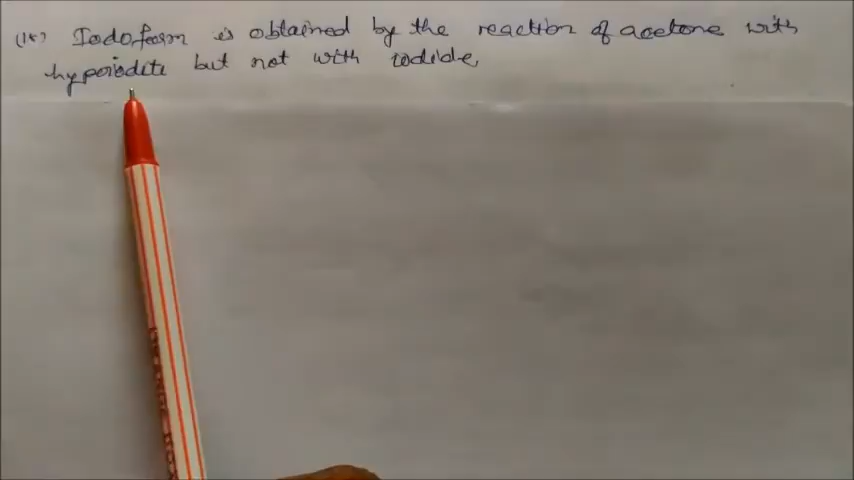 (18) Iodoform is obtained by the reaction of acetone with
hypoiodite but not with iodide.